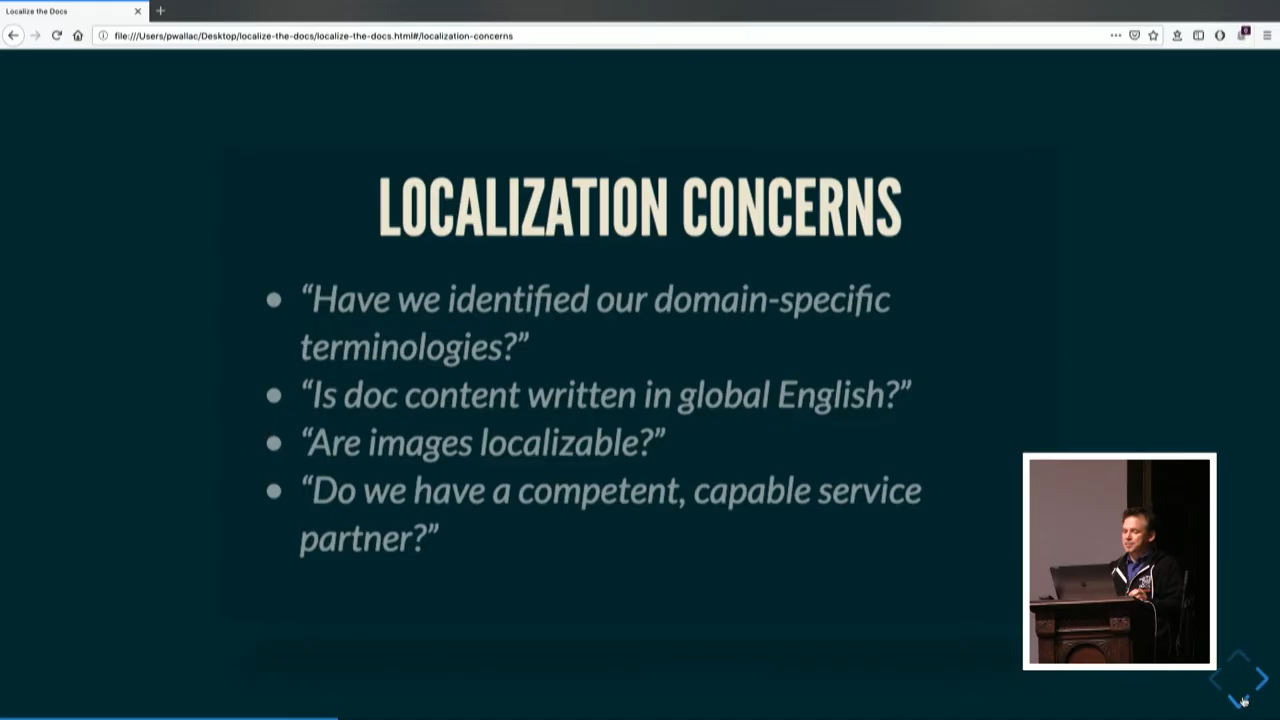 Localize the Docs
file:///Users/pwallac/Desktop/localize-the-docs/localize-the-docs.html#/localization-concerns
LOCALIZATION CONCERNS
“Have we identified our domain-specific
terminologies?”
“Is doc content written in global English?”
“Are images localizable?”
“Do we have a competent, capable service
partner?”